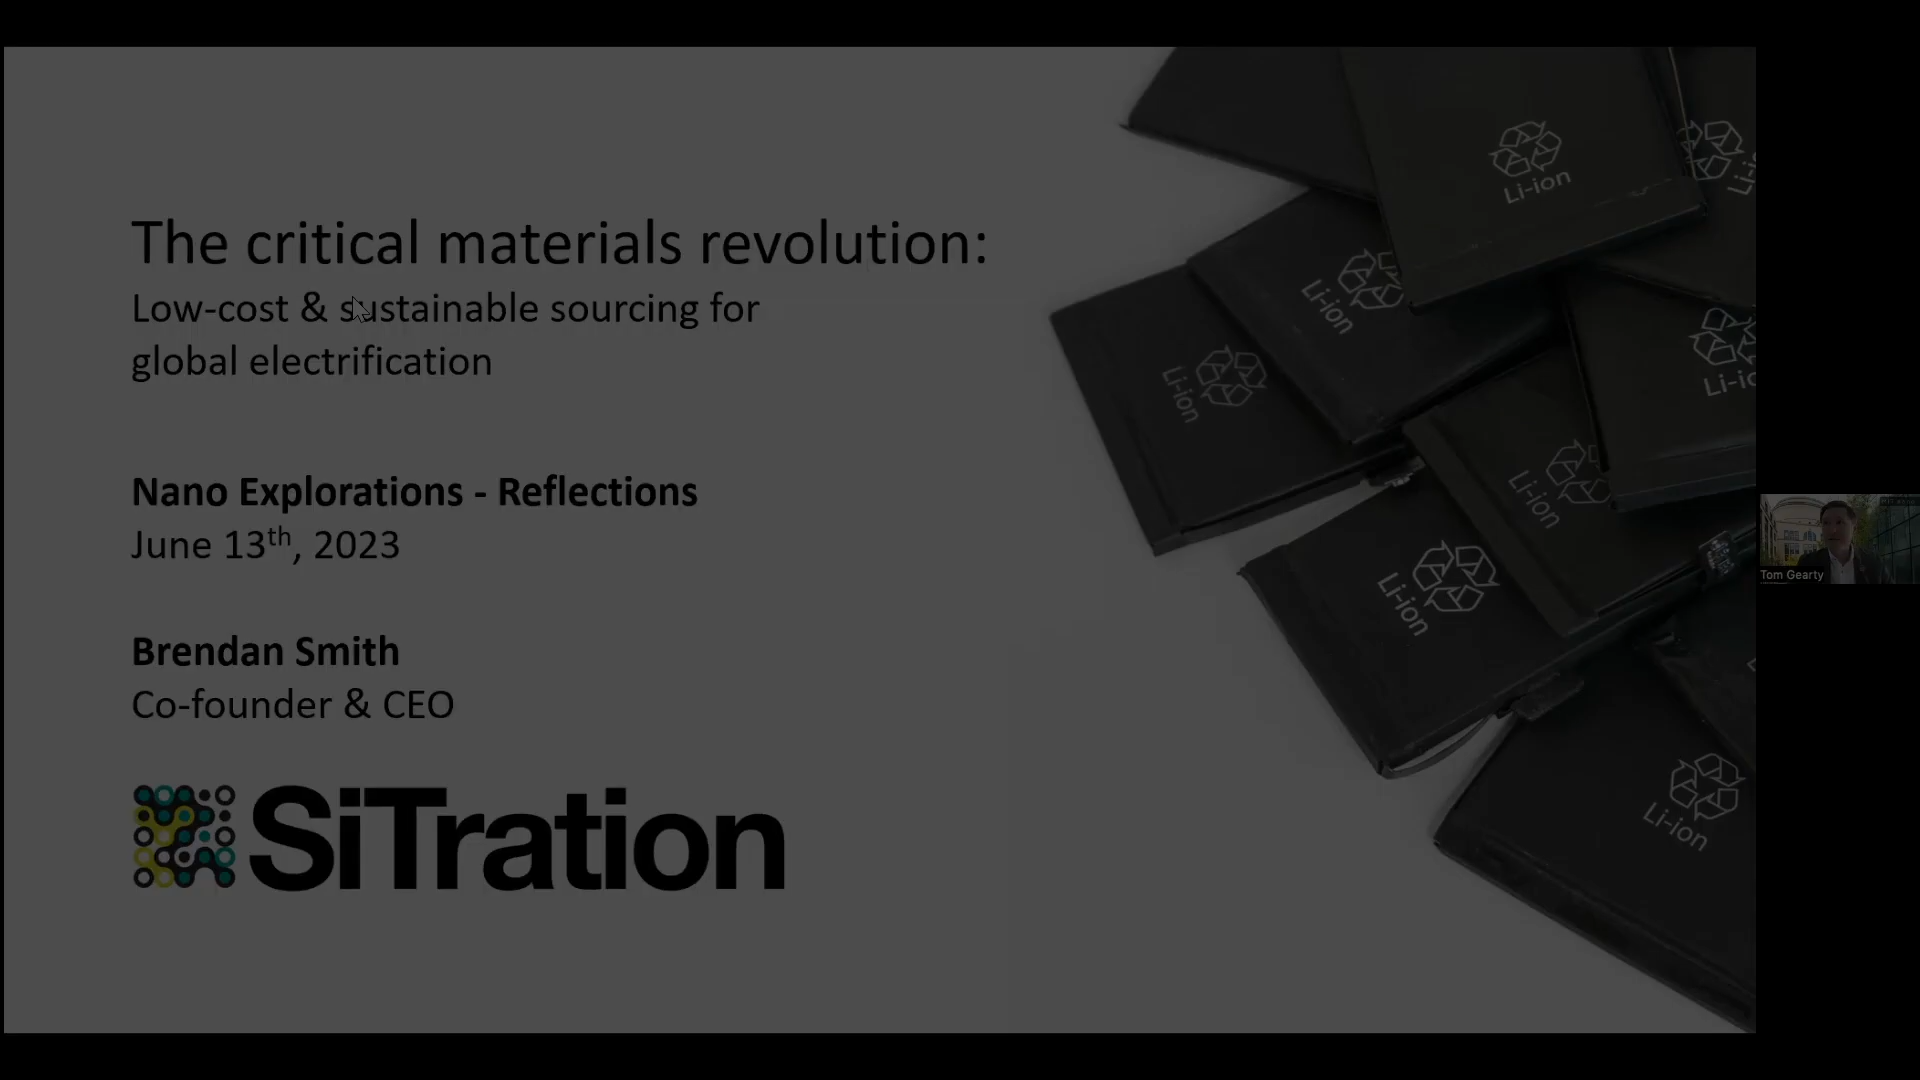 The critical materials revolution:
Low-cost & sustainable sourcing for
global electrification
Nano Explorations - Reflections
June 13th, 2023
Brendan Smith
Co-founder & CEO
SiTration
Li-ion
Li-i
Li-ion
Li-ion
Li-io
Li-ion
Li-ion
Li-ion
Tom Gearty